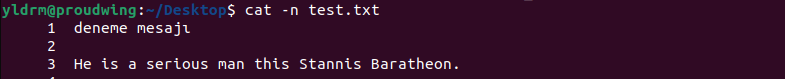 yldrm@proudwing:~/Desktop$ cat -n test.txt
1 deneme mesajı
2
3 He is a serious man this Stannis Baratheon.